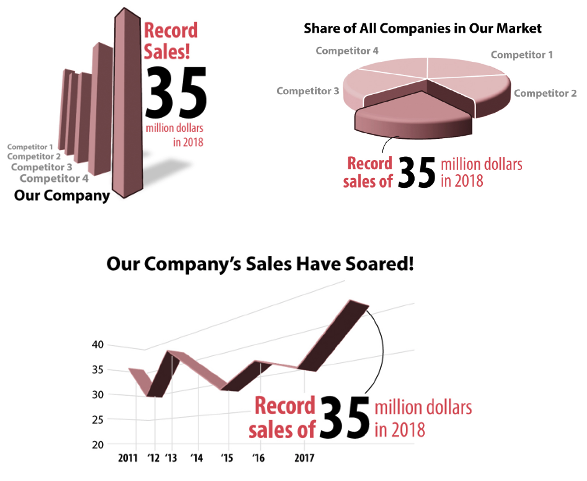 Record
Sales!
35
million dollars
in 2018
Competitor 1
Competitor 2
Competitor 3
Competitor 4
Our Company
Share of All Companies in Our Market
Competitor 4
Competitor 1
Competitor 3
Competitor 2
Record
sales of 35 million dollars
in 2018
Our Company's Sales Have Soared!
40
35
30
25
20
2011 '12 '13 '14 '15 '16 2017
Record
sales of 35 million dollars
in 2018